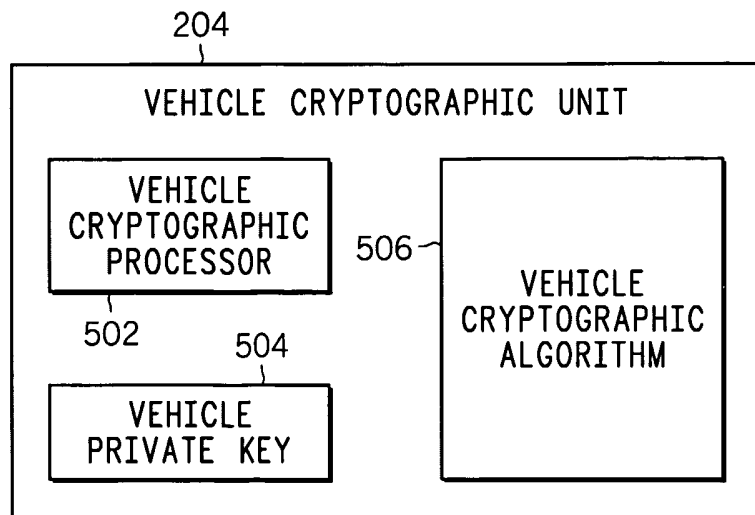 204
VEHICLE CRYPTOGRAPHIC UNIT
VEHICLE
CRYPTOGRAPHIC
PROCESSOR
502
504
VEHICLE
PRIVATE KEY
506
VEHICLE
CRYPTOGRAPHIC
ALGORITHM